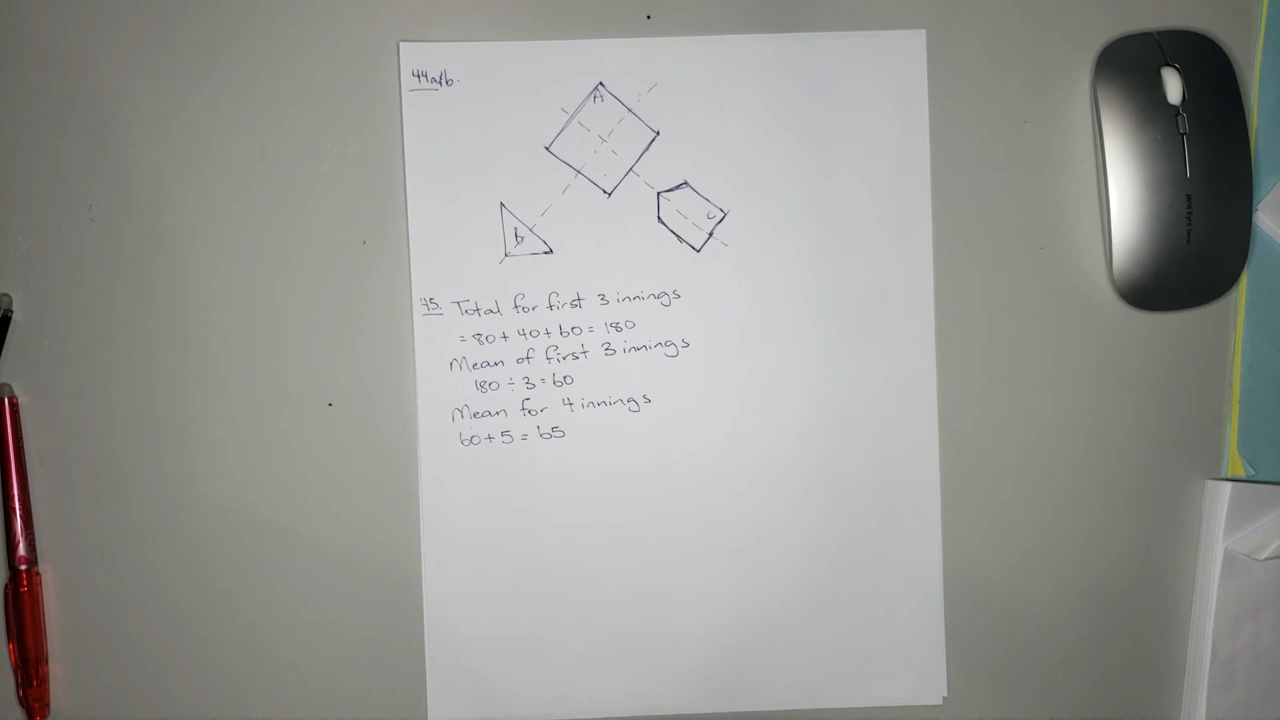 44a/b.
A
b
C
45. Total for first 3 innings
= 80 + 40 + 60 = 180
Mean of first 3 innings
180 ÷ 3 = 60
Mean for 4 innings
60 + 5 = 65